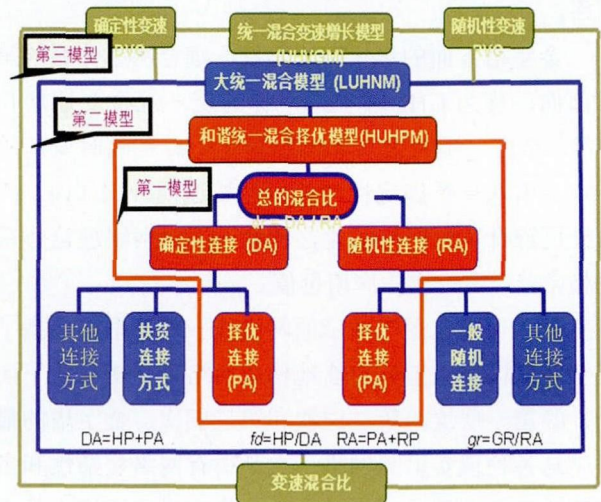 确定性变速
DVG
统一混合变速增长模型
(UHVGM)
随机性变速
RVG
第三模型
大统一混合模型 (LUHNM)
第二模型
和谐统一混合择优模型(HUHPM)
第一模型
总的混合比
dr=DA/RA
确定性连接 (DA)
随机性连接 (RA)
其他
连接
方式
扶贫
连接
方式
择优
连接
(PA)
择优
连接
(PA)
一般
随机
连接
其他
连接
方式
DA=HP+PA
fd=HP/DA
RA=PA+RP
gr=GR/RA
变速混合比